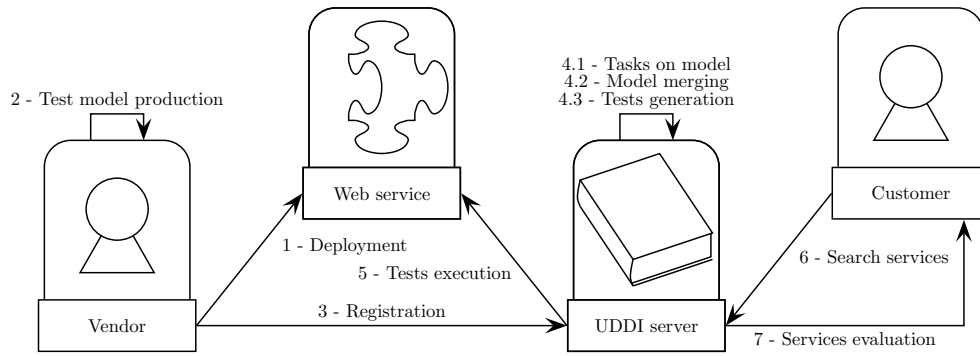 4.1 - Tasks on model
4.2 - Model merging
4.3 - Tests generation
2 - Test model production
Web service
Customer
1 - Deployment
5 - Tests execution
6 - Search services
3 - Registration
Vendor
UDDI server
7 - Services evaluation